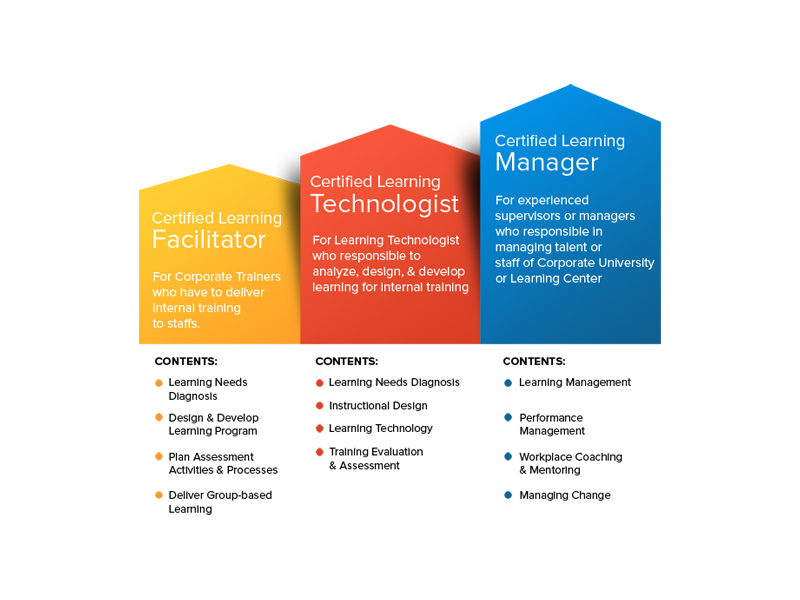 Certified Learning
Facilitator
For Corporate Trainers
who have to deliver
internal training
to staffs.
CONTENTS:
Learning Needs
Diagnosis
Design & Develop
Learning Program
Plan Assessment
Activities & Processes
Deliver Group-based
Learning
Certified Learning
Technologist
For Learning Technologist
who responsible to
analyze, design, & develop
learning for internal training
CONTENTS:
Learning Needs Diagnosis
Instructional Design
Learning Technology
Training Evaluation
& Assessment
Certified Learning
Manager
For experienced
supervisors or managers
who responsible in
managing talent or
staff of Corporate University
or Learning Center
CONTENTS:
Learning Management
Performance
Management
Workplace Coaching
& Mentoring
Managing Change